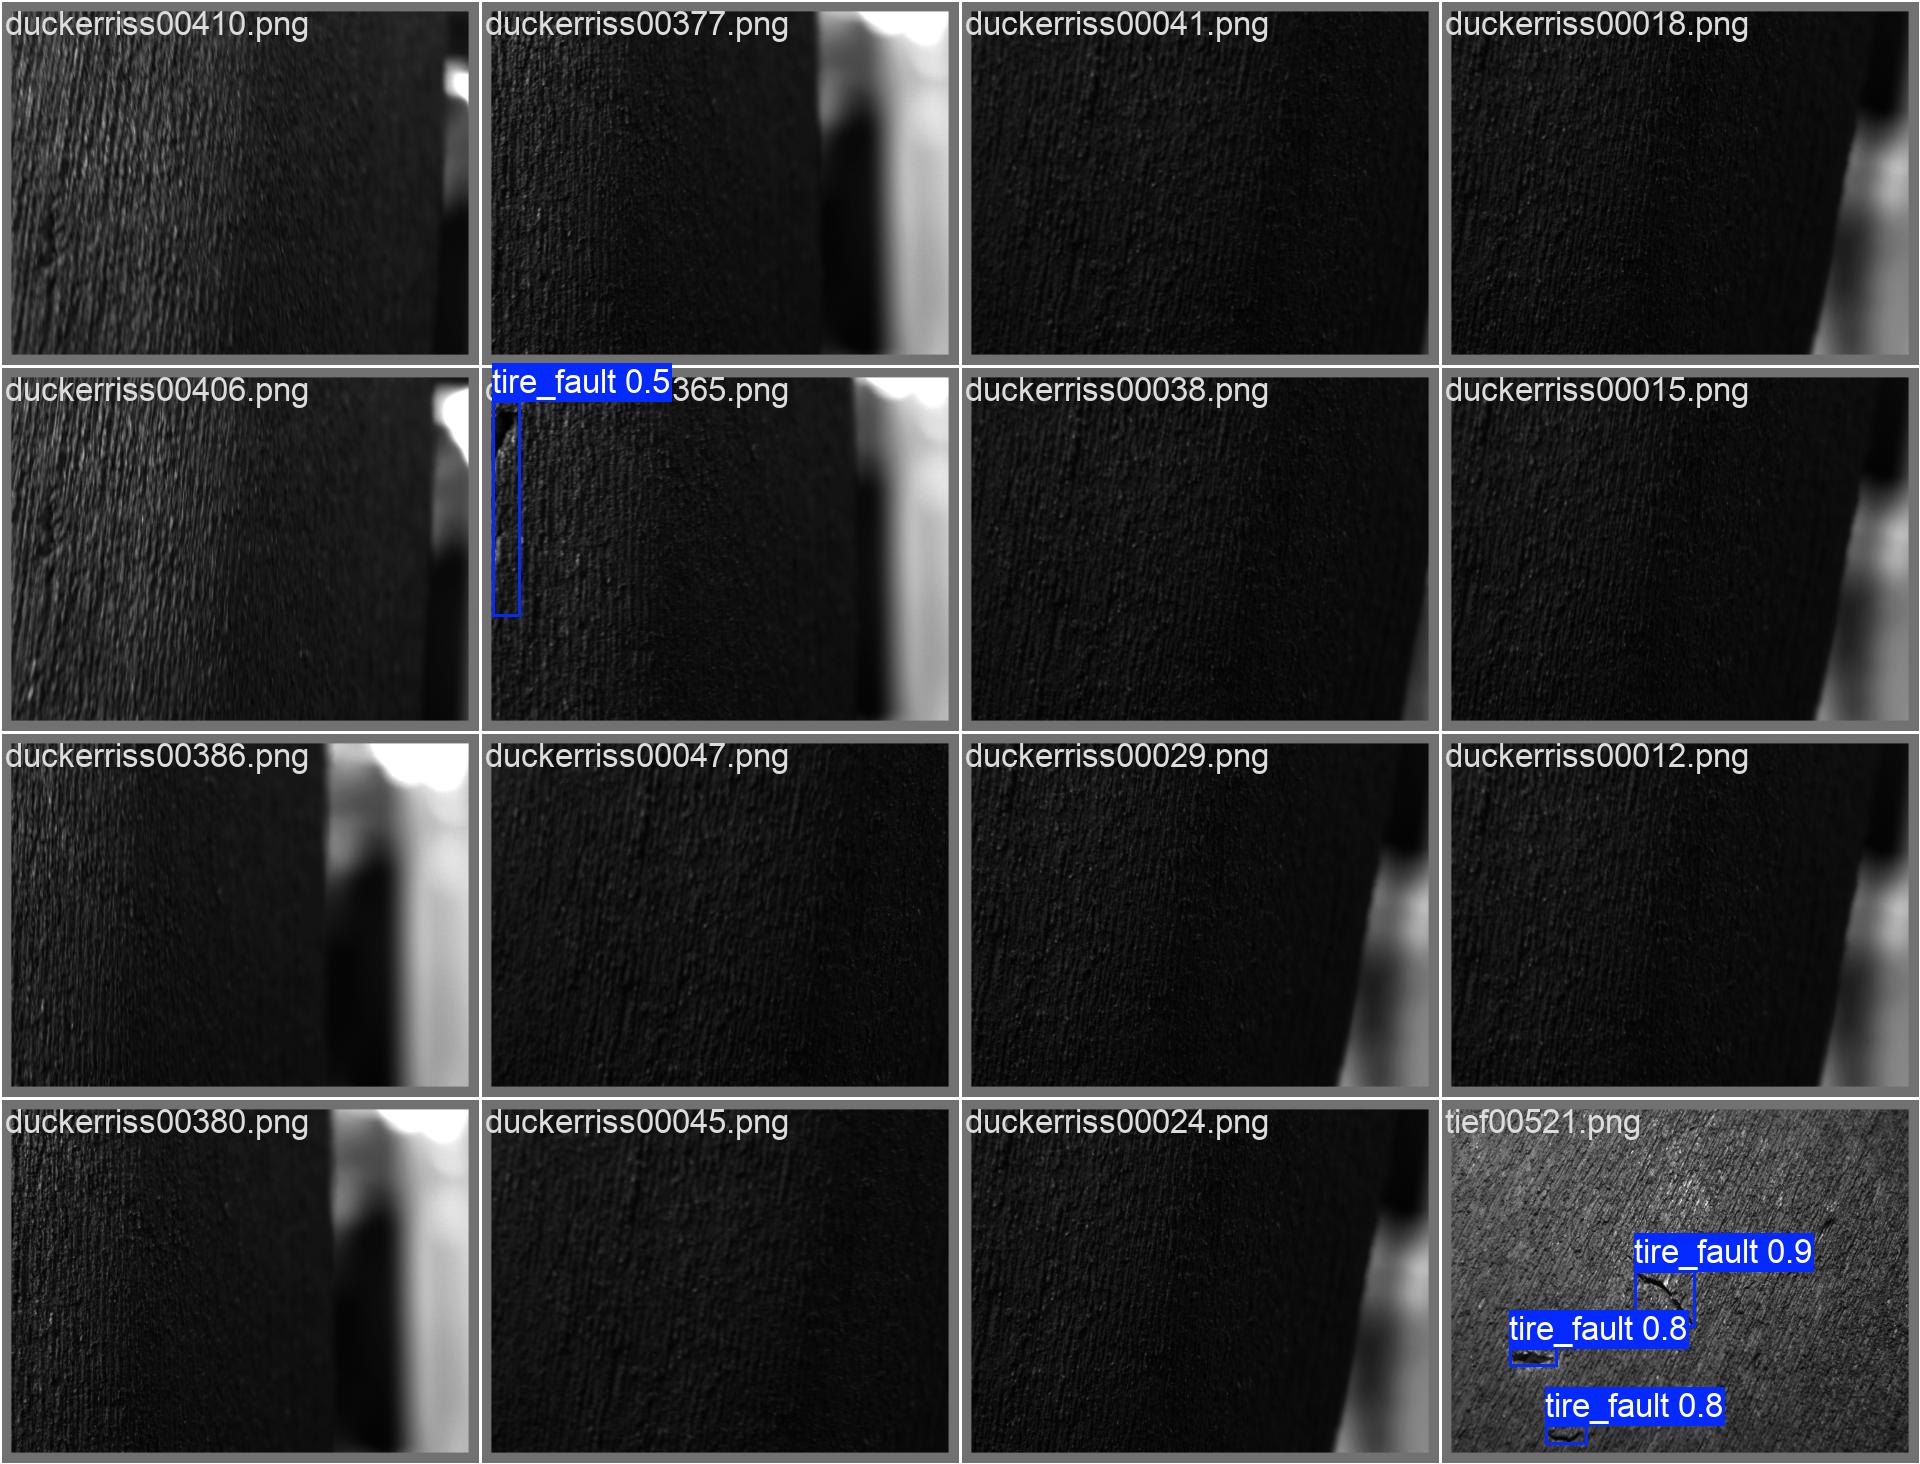 duckerriss00410.png
duckerriss00377.png
duckerriss00041.png
duckerriss00018.png
duckerriss00406.png
tire_fault 0.5
365.png
duckerriss00038.png
duckerriss00015.png
duckerriss00386.png
duckerriss00047.png
duckerriss00029.png
duckerriss00012.png
duckerriss00380.png
duckerriss00045.png
duckerriss00024.png
tief00521.png
tire_fault 0.9
tire_fault 0.8
tire_fault 0.8